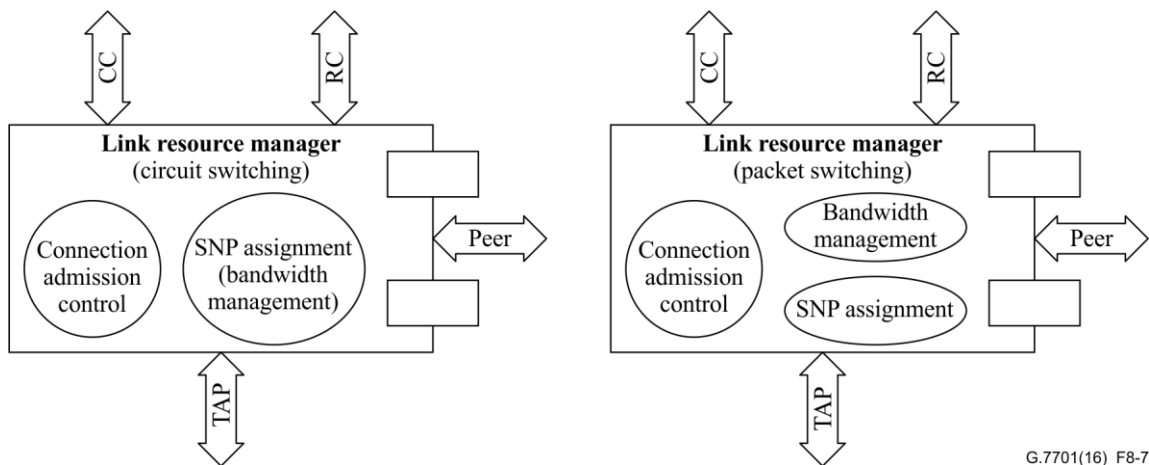 CC
RC
Link resource manager
(circuit switching)
Connection
admission
control
SNP assignment
(bandwidth
management)
Peer
TAP
CC
RC
Link resource manager
(packet switching)
Connection
admission
control
Bandwidth
management
SNP assignment
Peer
TAP
G.7701(16)_F8-7